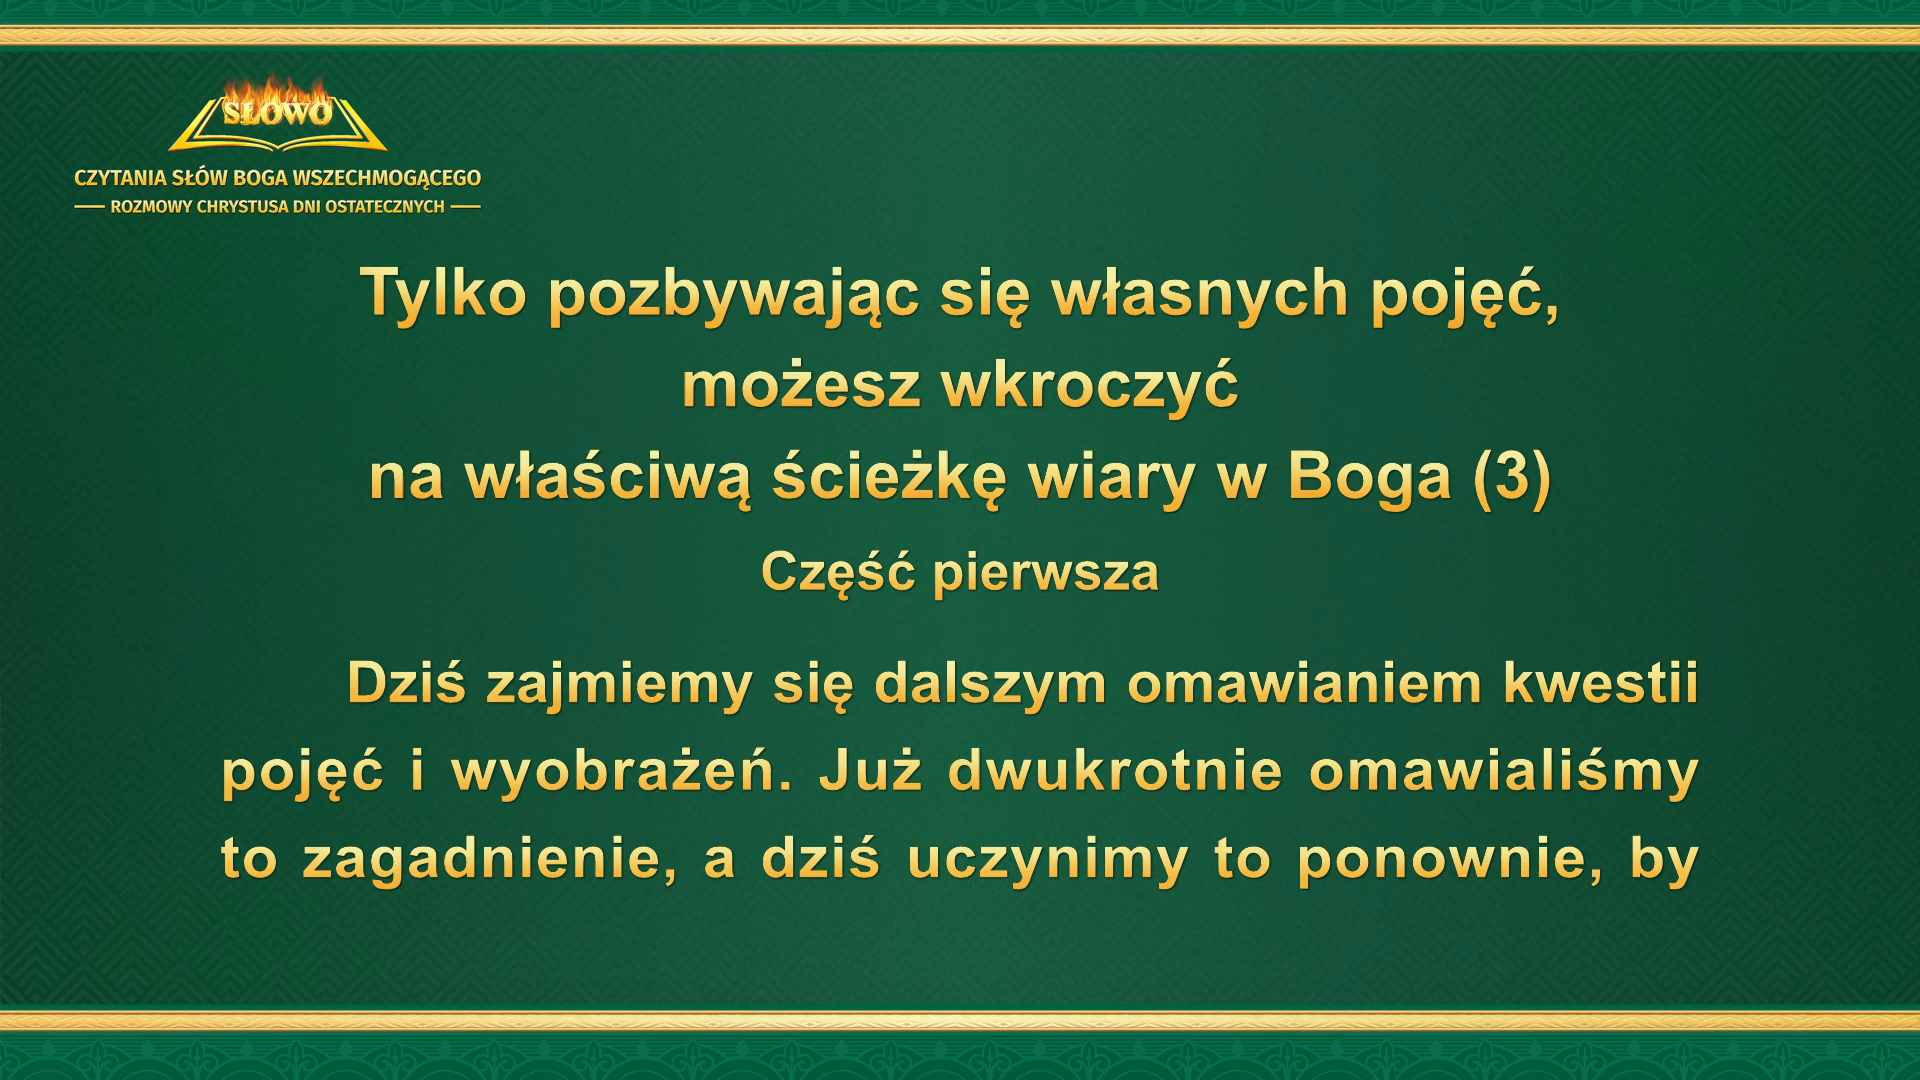 SŁOWO
CZYTANIA SŁÓW BOGA WSZECHMOGĄCEGO
ROZMOWY CHRYSTUSA DNI OSTATECZNYCH
Tylko pozbywając się własnych pojęć,
możesz wkroczyć
na właściwą ścieżkę wiary w Boga (3)
Część pierwsza
Dziś zajmiemy się dalszym omawianiem kwestii
pojęć i wyobrażeń. Już dwukrotnie omawialiśmy
to zagadnienie, a dziś uczynimy to ponownie, by